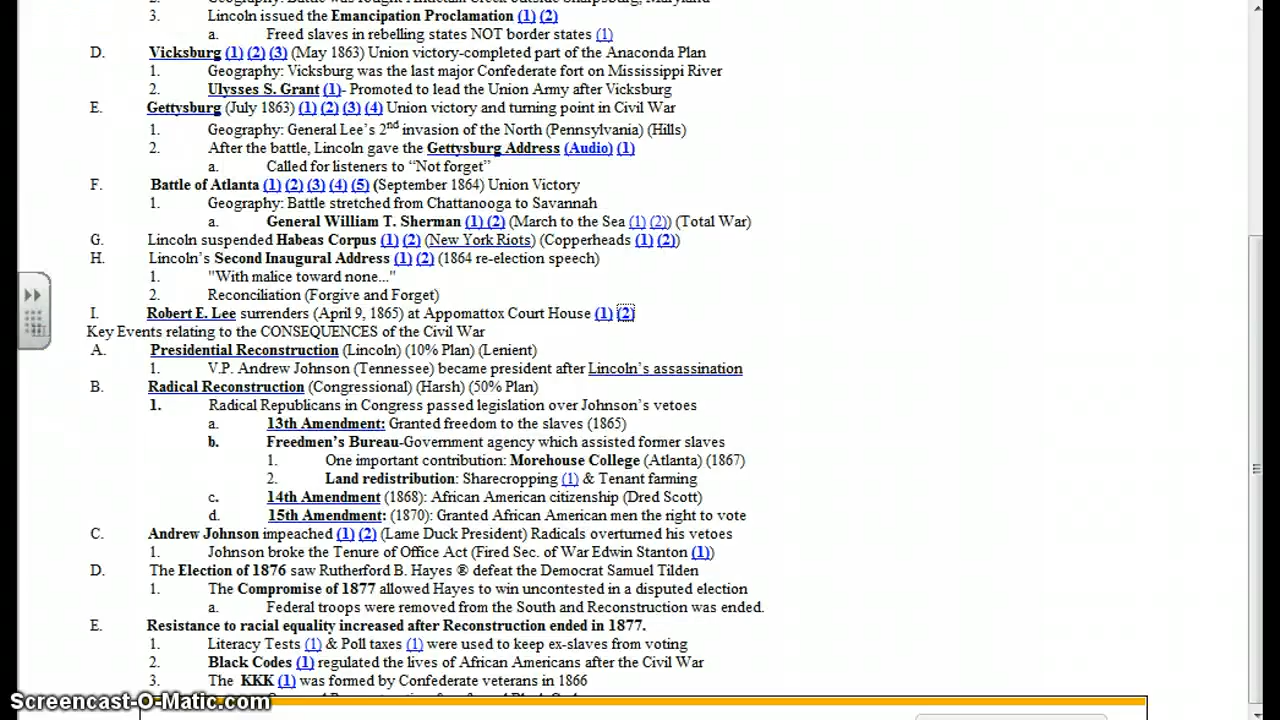 2. Geography: Battle was fought Antietam Creek outside Sharpsburg, Maryland
3. Lincoln issued the Emancipation Proclamation (1) (2)
a. Freed slaves in rebelling states NOT border states (1)
D. Vicksburg (1) (2) (3) (May 1863) Union victory-completed part of the Anaconda Plan
1. Geography: Vicksburg was the last major Confederate fort on Mississippi River
2. Ulysses S. Grant (1)- Promoted to lead the Union Army after Vicksburg
E. Gettysburg (July 1863) (1) (2) (3) (4) Union victory and turning point in Civil War
1. Geography: General Lee’s 2nd invasion of the North (Pennsylvania) (Hills)
2. After the battle, Lincoln gave the Gettysburg Address (Audio) (1)
a. Called for listeners to “Not forget”
F. Battle of Atlanta (1) (2) (3) (4) (5) (September 1864) Union Victory
1. Geography: Battle stretched from Chattanooga to Savannah
a. General William T. Sherman (1) (2) (March to the Sea (1) (2)) (Total War)
G. Lincoln suspended Habeas Corpus (1) (2) (New York Riots) (Copperheads (1) (2))
H. Lincoln’s Second Inaugural Address (1) (2) (1864 re-election speech)
1. "With malice toward none..."
2. Reconciliation (Forgive and Forget)
I. Robert E. Lee surrenders (April 9, 1865) at Appomattox Court House (1) (2)
Key Events relating to the CONSEQUENCES of the Civil War
A. Presidential Reconstruction (Lincoln) (10% Plan) (Lenient)
1. V.P. Andrew Johnson (Tennessee) became president after Lincoln’s assassination
B. Radical Reconstruction (Congressional) (Harsh) (50% Plan)
1. Radical Republicans in Congress passed legislation over Johnson’s vetoes
a. 13th Amendment: Granted freedom to the slaves (1865)
b. Freedmen’s Bureau-Government agency which assisted former slaves
1. One important contribution: Morehouse College (Atlanta) (1867)
2. Land redistribution: Sharecropping (1) & Tenant farming
c. 14th Amendment (1868): African American citizenship (Dred Scott)
d. 15th Amendment: (1870): Granted African American men the right to vote
C. Andrew Johnson impeached (1) (2) (Lame Duck President) Radicals overturned his vetoes
1. Johnson broke the Tenure of Office Act (Fired Sec. of War Edwin Stanton (1))
D. The Election of 1876 saw Rutherford B. Hayes ® defeat the Democrat Samuel Tilden
1. The Compromise of 1877 allowed Hayes to win uncontested in a disputed election
a. Federal troops were removed from the South and Reconstruction was ended.
E. Resistance to racial equality increased after Reconstruction ended in 1877.
1. Literacy Tests (1) & Poll taxes (1) were used to keep ex-slaves from voting
2. Black Codes (1) regulated the lives of African Americans after the Civil War
3. The KKK (1) was formed by Confederate veterans in 1866
Screencast-O-Matic.com